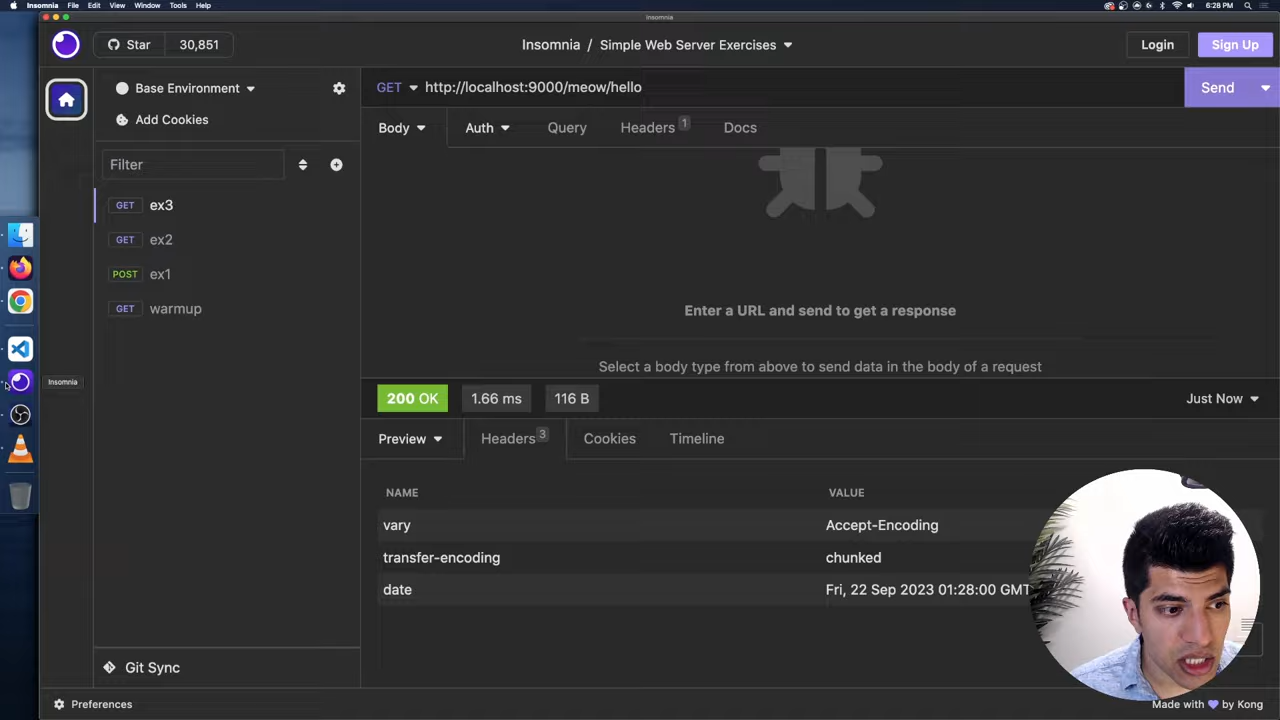 Insomnia File Edit View Window Tools Help
6:28 PM
Insomnia
Star 30,851
Insomnia / Simple Web Server Exercises
Login
Sign Up
Base Environment
Add Cookies
Filter
GET ex3
GET ex2
POST ex1
GET warmup
Git Sync
Preferences
Insomnia
GET http://localhost:9000/meow/hello
Send
Body Auth Query Headers 1 Docs
Enter a URL and send to get a response
Select a body type from above to send data in the body of a request
200 OK 1.66 ms 116 B
Just Now
Preview Headers 3 Cookies Timeline
NAME VALUE
vary Accept-Encoding
transfer-encoding chunked
date Fri, 22 Sep 2023 01:28:00 GMT
Made with by Kong